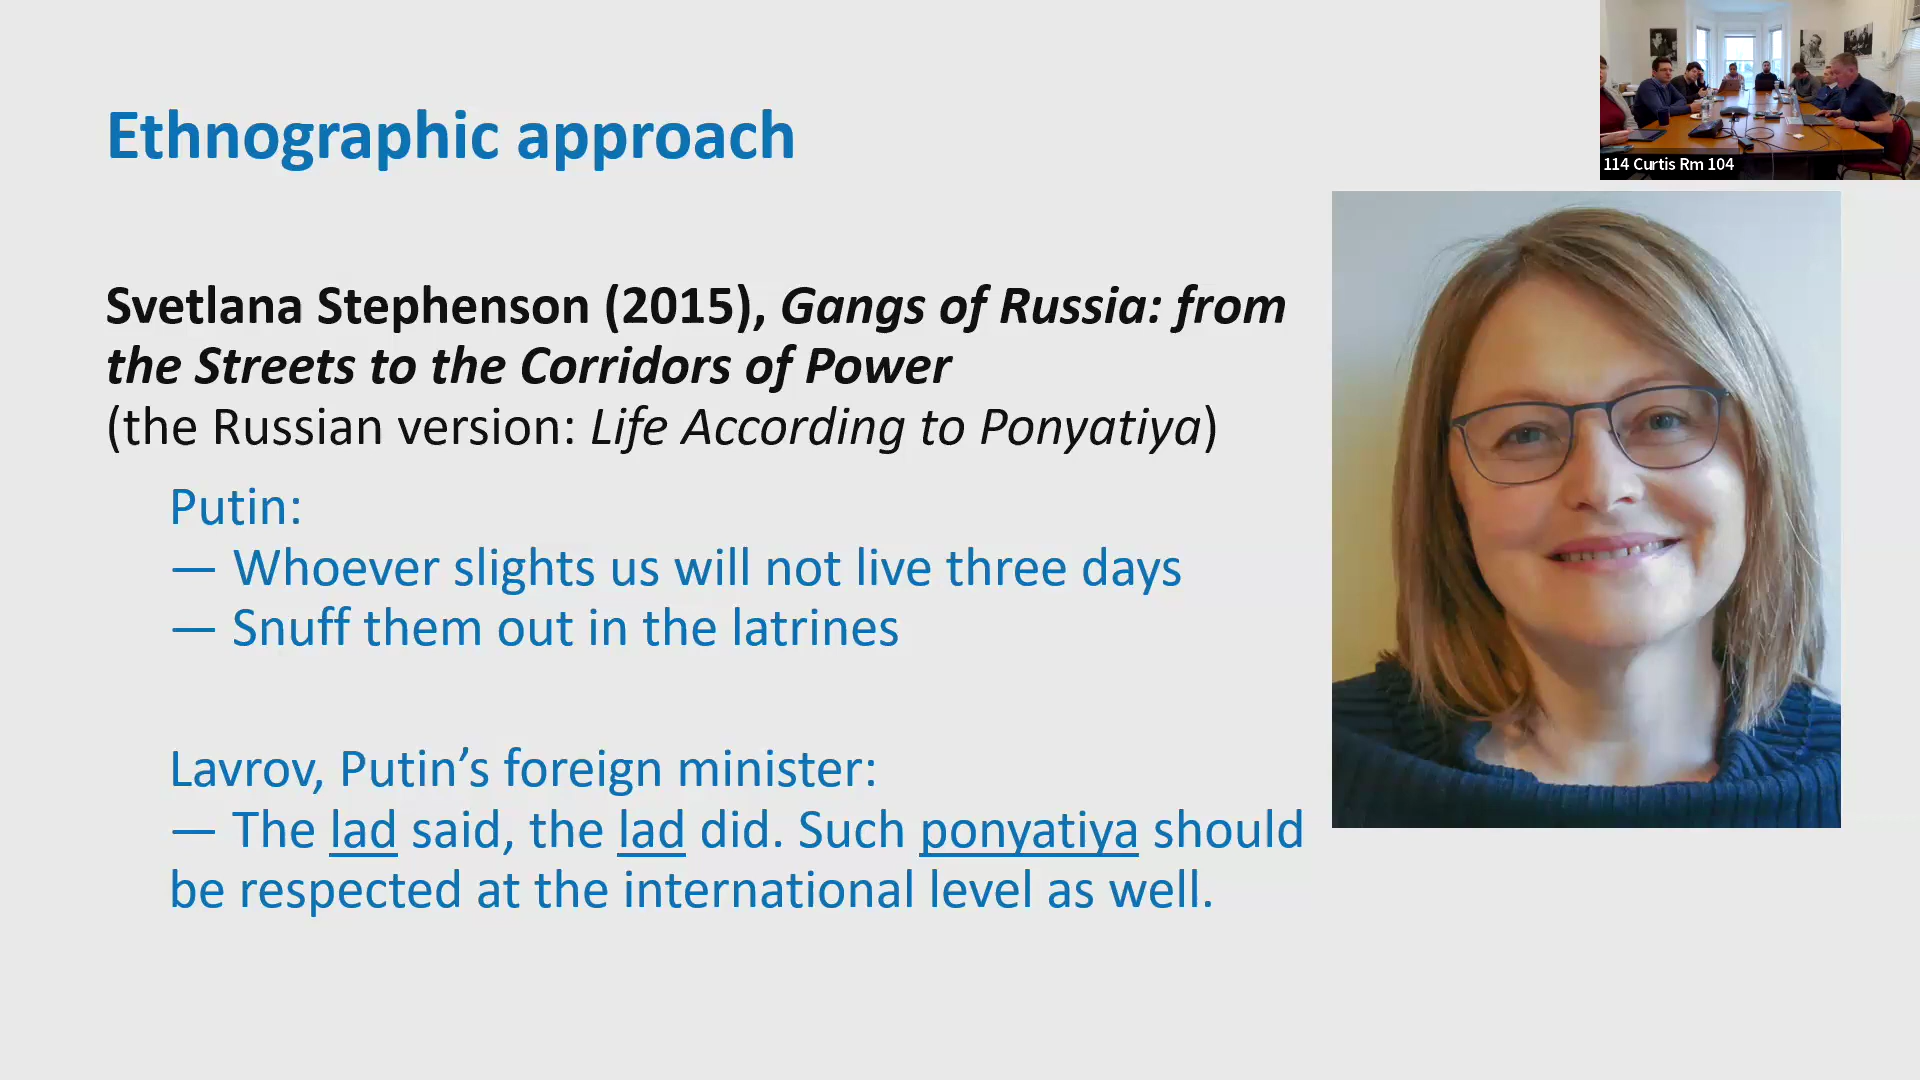 114 Curtis Rm 104
Ethnographic approach
Svetlana Stephenson (2015), Gangs of Russia: from
the Streets to the Corridors of Power
(the Russian version: Life According to Ponyatiya)
Putin:
— Whoever slights us will not live three days
— Snuff them out in the latrines
Lavrov, Putin’s foreign minister:
— The lad said, the lad did. Such ponyatiya should
be respected at the international level as well.